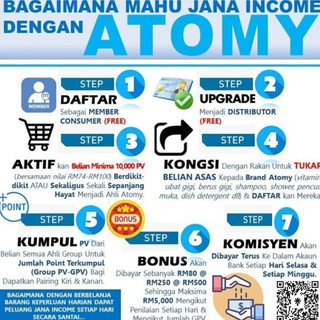 BAGAIMANA MAHU JANA INCOME
DENGAN ATOMY
STEP 1
MEMBER
DAFTAR
Sebagai MEMBER
CONSUMER (FREE)
STEP 2
UPGRADE
Menjadi DISTRIBUTOR
(FREE)
STEP 3
AKTIF kan Belian Minima 10,000 PV
(bersamaan nilai RM74-RM100) Berdikit-
dikit ATAU Sekaligus Sekali Sepanjang
Hayat Menjadi Ahli Atomy.
STEP 4
KONGSI Dengan Rakan Untuk TUKAR
BELIAN ASAS Kepada Brand Atomy (vitamin,
ubat gigi, berus gigi, shampoo, shower, pencuci
muka, dish detergent dll) & DAFTAR kan Mereka
POINT
STEP 5
KUMPUL PV Dari
Belian Semua Ahli Group Untuk
Jumlah Point Terkumpul
(Group PV-GPV) Bagi
Dapatkan Pairing Kiri & Kanan.
BONUS
STEP 6
BONUS Akan
Dibayar Sebanyak RM80 @
RM250 @ RM500
Sehingga Maksima
RM5,000 Mengikut
Penilaian Setiap Hari &
Mengikut Jumlah GPV
STEP 7
KOMISYEN Akan
Dibayar Terus Ke Dalam Akaun
Bank Setiap Hari Selasa &
Setiap Minggu.
BAGAIMANA DENGAN BERBELANJA
BARANG KEPERLUAN HARIAN DAPAT
PELUANG JANA INCOME SETIAP HARI
SECARA SANTAI...